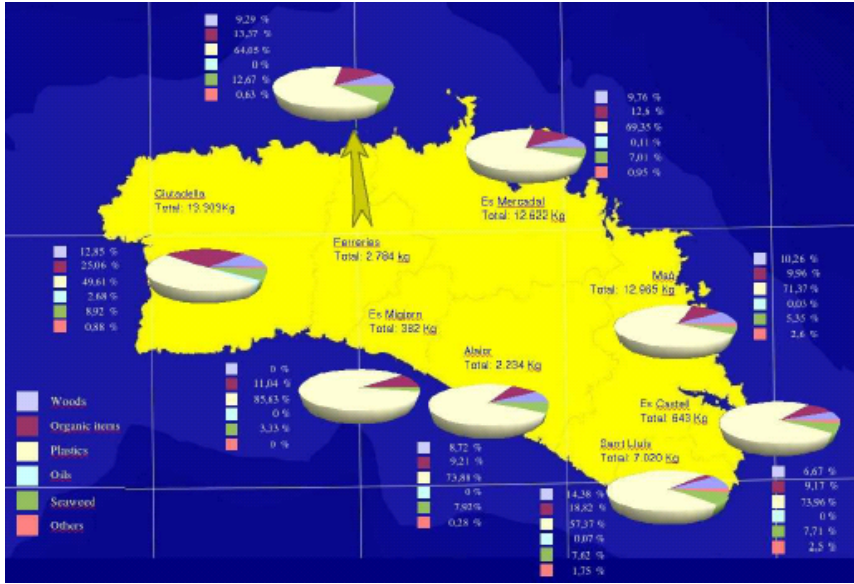 9,29 %
13,37 %
64,05 %
0 %
12,67 %
0,63 %
9,76 %
12,8 %
69,35 %
0,11 %
7,01 %
0,95 %
Ciutadella
Total: 19.909Kg
Es Mercadal
Total: 12.622 Kg
Ferreries
Total: 2.784 kg
12,85 %
25,06 %
49,61 %
2,68 %
8,92 %
0,88 %
Maó
Total: 12.965 Kg
10,26 %
9,96 %
71,37 %
0,03 %
5,35 %
2,6 %
Es Migjorn
Total: 382 Kg
Alaior
Total: 2.234 Kg
0 %
11,04 %
85,63 %
0 %
3,33 %
0 %
Es Castell
Total: 643 Kg
Sant Lluís
Total: 7.020 Kg
Woods
Organic items
Plastics
Oils
Seaweed
Others
8,72 %
9,21 %
73,88 %
0 %
7,92%
0,28 %
14,38 %
18,82 %
57,37 %
0,07 %
7,62 %
1,75 %
6,67 %
9,17 %
73,96 %
0 %
7,71 %
2,5 %